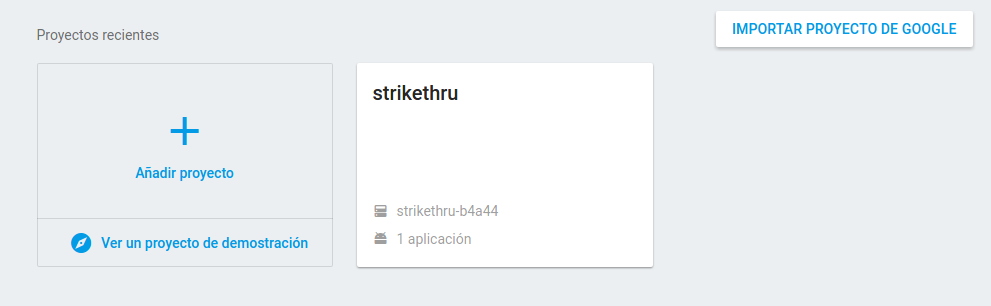 Proyectos recientes
IMPORTAR PROYECTO DE GOOGLE
Añadir proyecto
Ver un proyecto de demostración
strikethru
strikethru-b4a44
1 aplicación